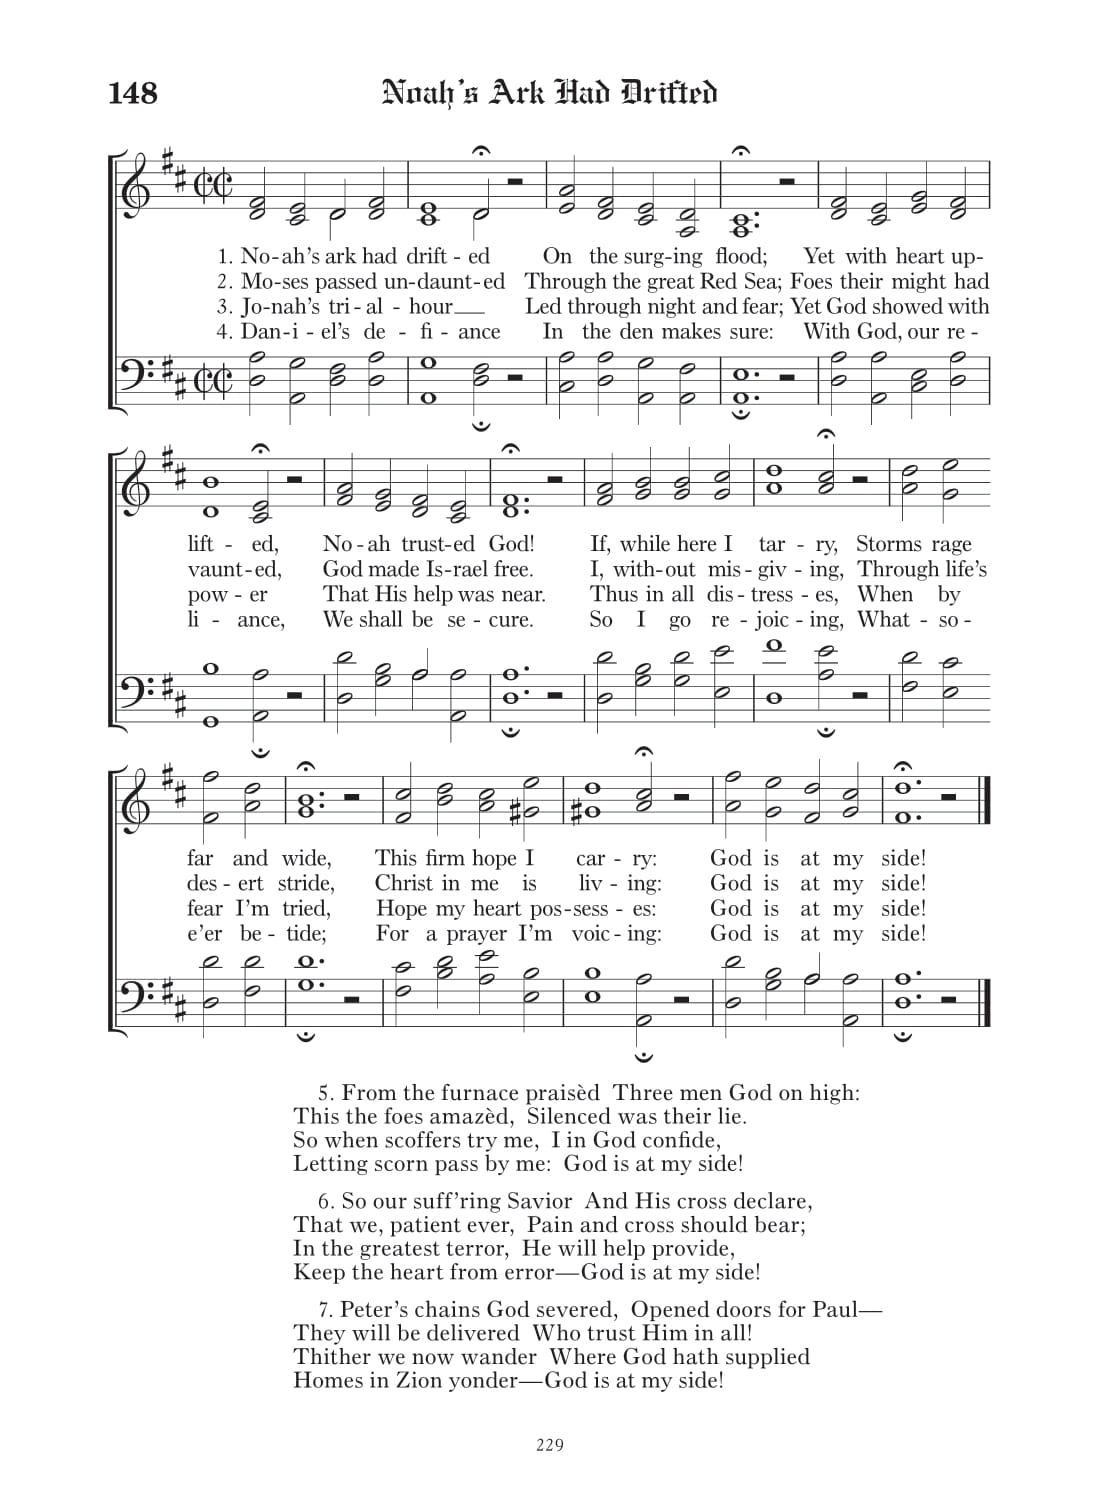 148 Noah's Ark Had Drifted
1. No-ah's ark had drift - ed On the surg-ing flood; Yet with heart up-
2. Mo-ses passed un-daunt-ed Through the great Red Sea; Foes their might had
3. Jo-nah's tri - al - hour Led through night and fear; Yet God showed with
4. Dan-i - el's de - fi - ance In the den makes sure: With God, our re -
lift - ed, No - ah trust-ed God! If, while here I tar - ry, Storms rage
vaunt-ed, God made Is-rael free. I, with-out mis - giv - ing, Through life's
pow - er That His help was near. Thus in all dis - tress - es, When by
li - ance, We shall be se - cure. So I go re - joic - ing, What - so -
far and wide, This firm hope I car - ry: God is at my side!
des - ert stride, Christ in me is liv - ing: God is at my side!
fear I'm tried, Hope my heart pos-sess - es: God is at my side!
e'er be - tide; For a prayer I'm voic - ing: God is at my side!
5. From the furnace praisèd Three men God on high:
This the foes amazèd, Silenced was their lie.
So when scoffers try me, I in God confide,
Letting scorn pass by me: God is at my side!
6. So our suff'ring Savior And His cross declare,
That we, patient ever, Pain and cross should bear;
In the greatest terror, He will help provide,
Keep the heart from error—God is at my side!
7. Peter's chains God severed, Opened doors for Paul—
They will be delivered Who trust Him in all!
Thither we now wander Where God hath supplied
Homes in Zion yonder—God is at my side!
229